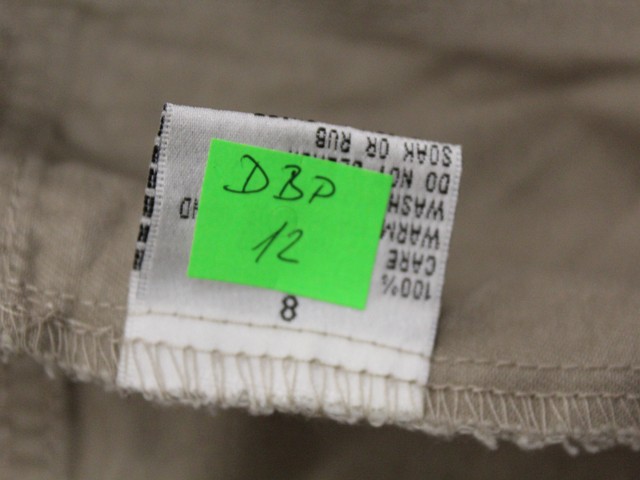 DBP
12
8
100%
CARE
WARM
WASH
DO NOT
SOAK OR RUB